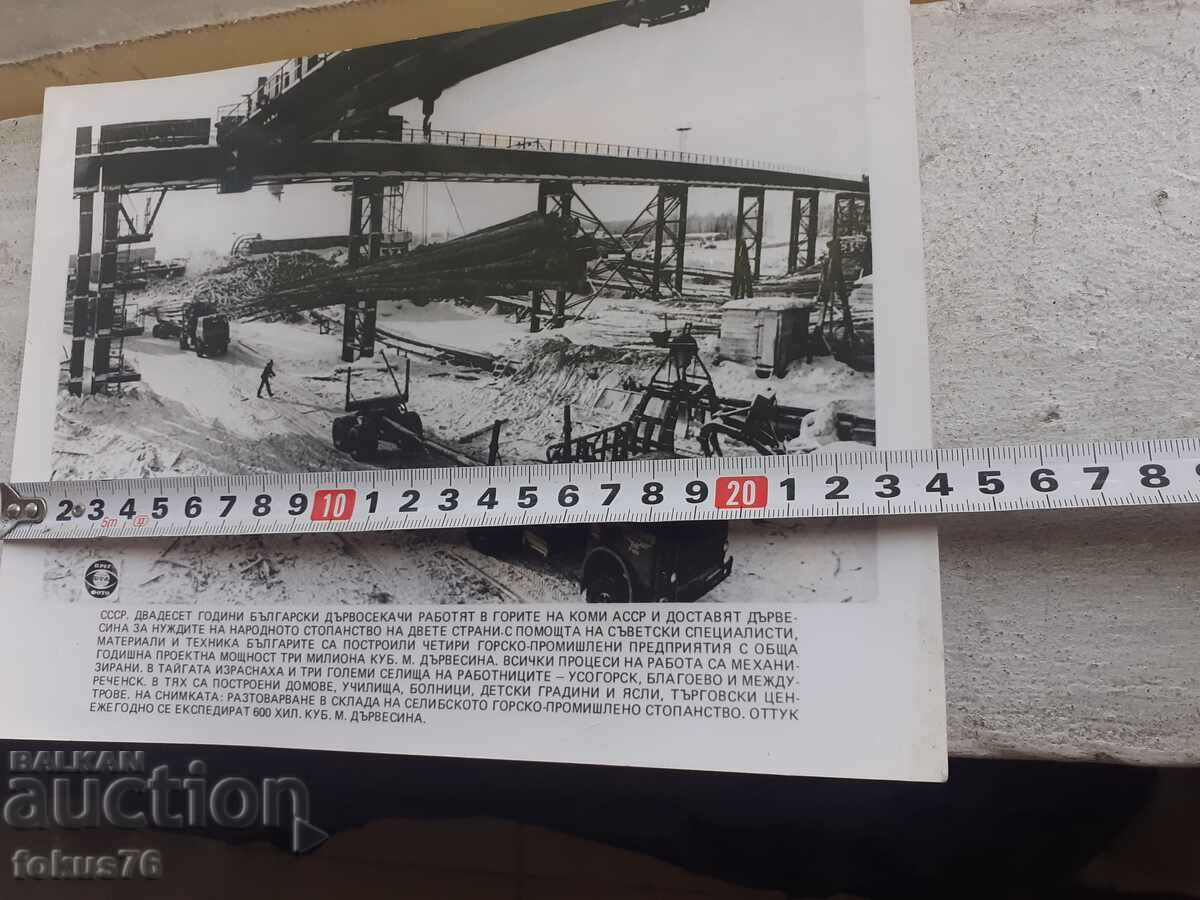 2 3 4 5 6 7 8 9 10 1 2 3 4 5 6 7 8 9 20 1 2 3 4 5 6 7 8
5m
ФОТО
СССР. ДВАДЕСЕТ ГОДИНИ БЪЛГАРСКИ ДЪРВОСЕКАЧИ РАБОТЯТ В ГОРИТЕ НА КОМИ АССР И ДОСТАВЯТ ДЪРВЕ-
СИНА ЗА НУЖДИТЕ НА НАРОДНОТО СТОПАНСТВО НА ДВЕТЕ СТРАНИ·С ПОМОЩТА НА СЪВЕТСКИ СПЕЦИАЛИСТИ,
МАТЕРИАЛИ И ТЕХНИКА БЪЛГАРИТЕ СА ПОСТРОИЛИ ЧЕТИРИ ГОРСКО-ПРОМИШЛЕНИ ПРЕДПРИЯТИЯ С ОБЩА
ГОДИШНА ПРОЕКТНА МОЩНОСТ ТРИ МИЛИОНА КУБ. М. ДЪРВЕСИНА. ВСИЧКИ ПРОЦЕСИ НА РАБОТА СА МЕХАНИ-
ЗИРАНИ. В ТАЙГАТА ИЗРАСНАХА И ТРИ ГОЛЕМИ СЕЛИЩА НА РАБОТНИЦИТЕ – УСОГОРСК, БЛАГОЕВО И МЕЖДУ-
РЕЧЕНСК. В ТЯХ СА ПОСТРОЕНИ ДОМОВЕ, УЧИЛИЩА, БОЛНИЦИ, ДЕТСКИ ГРАДИНИ И ЯСЛИ, ТЪРГОВСКИ ЦЕН-
ТРОВЕ. НА СНИМКАТА: РАЗТОВАРВАНЕ В СКЛАДА НА СЕЛИБСКОТО ГОРСКО-ПРОМИШЛЕНО СТОПАНСТВО. ОТТУК
ЕЖЕГОДНО СЕ ЕКСПЕДИРАТ 600 ХИЛ. КУБ. М. ДЪРВЕСИНА.
BALKAN
auction
fokus76